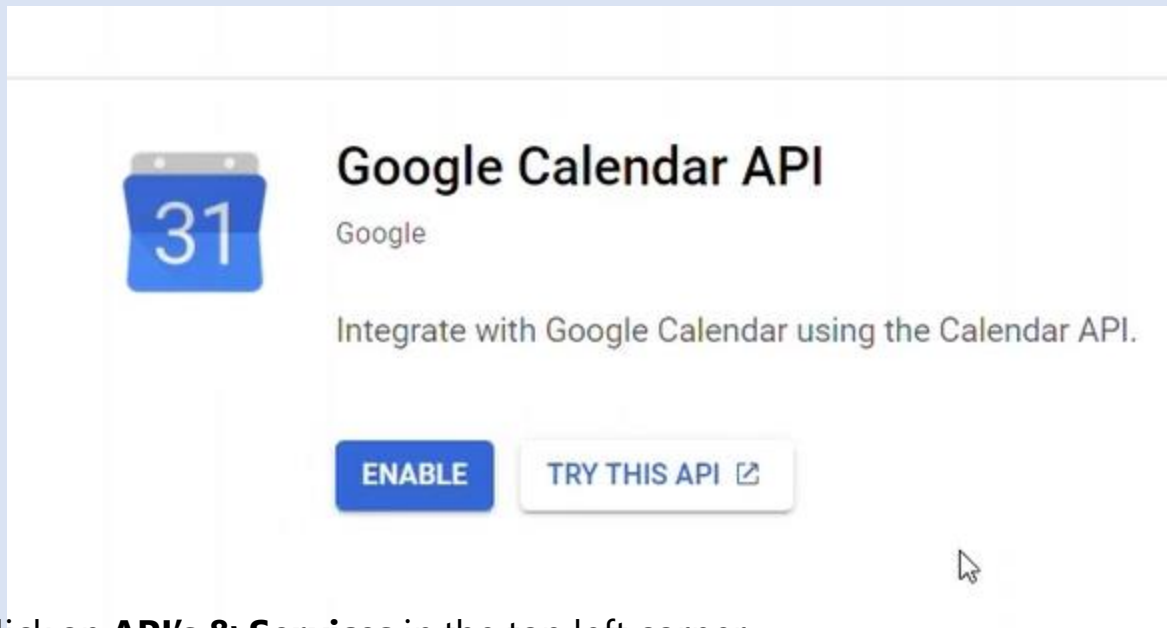 31
Google Calendar API
Google
Integrate with Google Calendar using the Calendar API.
ENABLE
TRY THIS API
on API's & Services in the top left corner